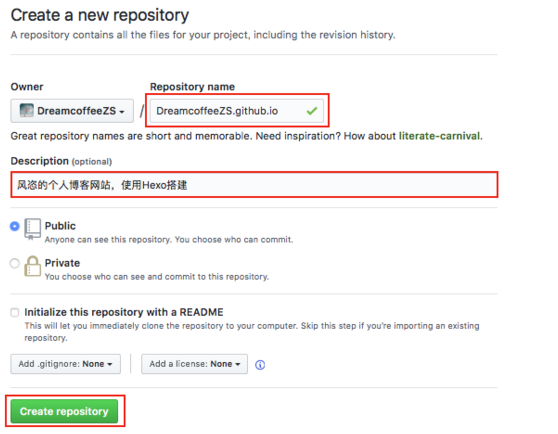 Create a new repository
A repository contains all the files for your project, including the revision history.
Owner
Repository name
DreamcoffeeZS
/
DreamcoffeeZS.github.io
Great repository names are short and memorable. Need inspiration? How about literate-carnival.
Description (optional)
风恣的个人博客网站，使用Hexo搭建
Public
Anyone can see this repository. You choose who can commit.
Private
You choose who can see and commit to this repository.
Initialize this repository with a README
This will let you immediately clone the repository to your computer. Skip this step if you're importing an existing
repository.
Add .gitignore: None
Add a license: None
Create repository